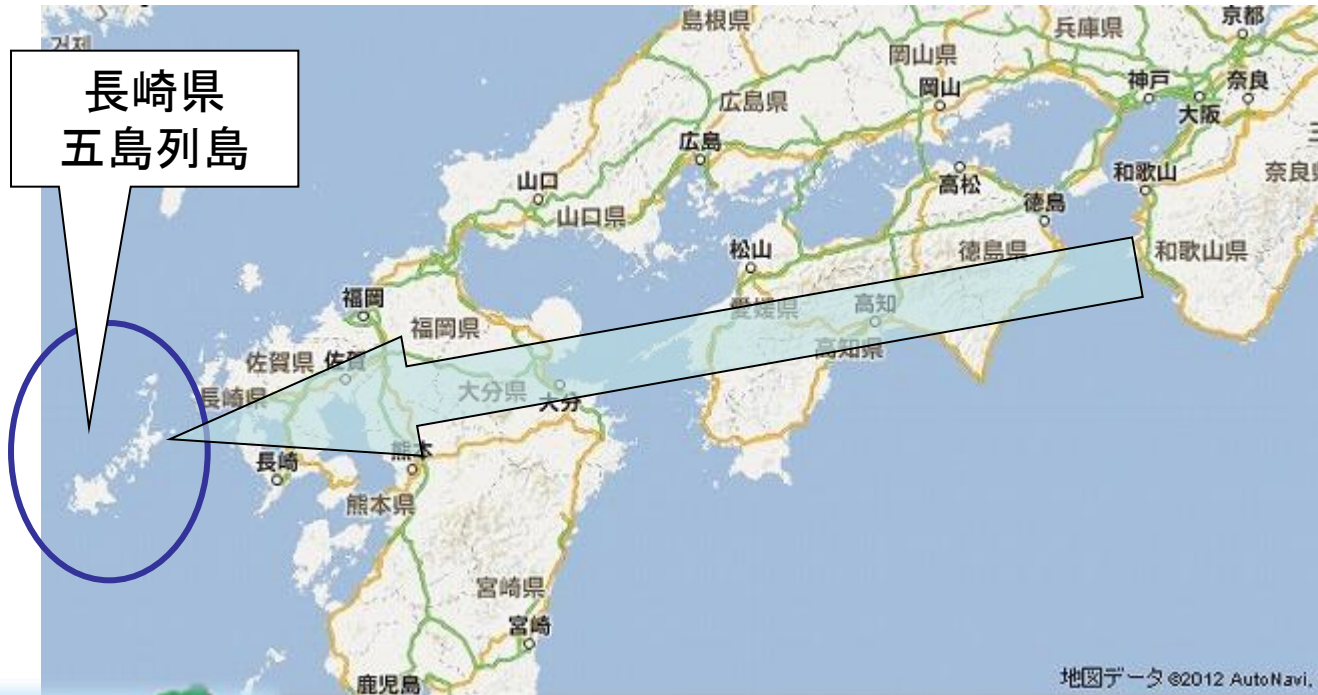 長崎県
五島列島
거제
島根県
兵庫県
京都
岡山県
岡山
神戸
奈良
大阪
広島県
広島
高松
和歌山
奈良県
山口
山口県
徳島
徳島県
和歌山県
松山
愛媛県
高知
高知県
福岡
福岡県
佐賀県
佐賀
大分県
大分
長崎県
長崎
熊本
熊本県
宮崎県
宮崎
鹿児島
地図データ ©2012 AutoNavi,